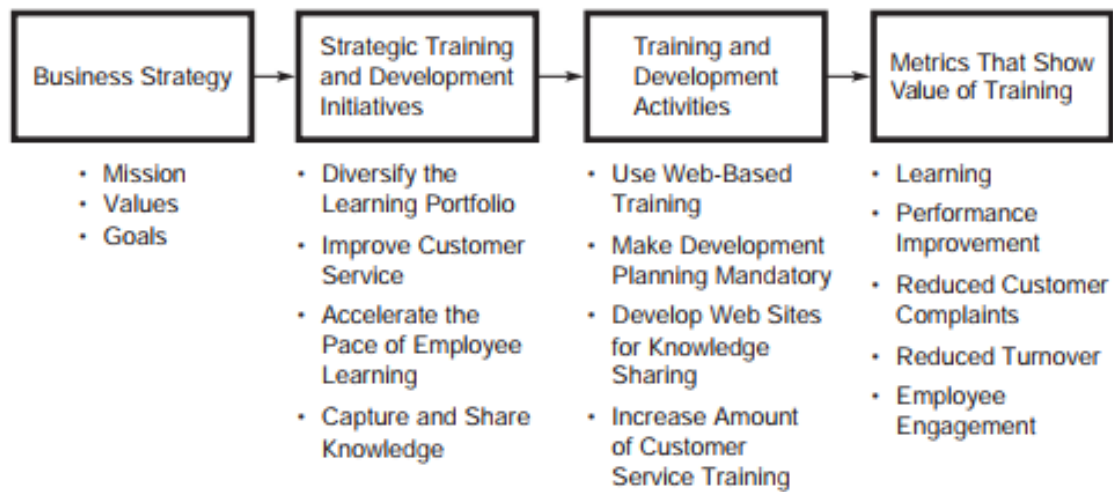 Business Strategy
• Mission
• Values
• Goals
Strategic Training
and Development
Initiatives
• Diversify the
Learning Portfolio
• Improve Customer
Service
• Accelerate the
Pace of Employee
Learning
• Capture and Share
Knowledge
Training and
Development
Activities
• Use Web-Based
Training
• Make Development
Planning Mandatory
• Develop Web Sites
for Knowledge
Sharing
• Increase Amount
of Customer
Service Training
Metrics That Show
Value of Training
• Learning
• Performance
Improvement
• Reduced Customer
Complaints
• Reduced Turnover
• Employee
Engagement